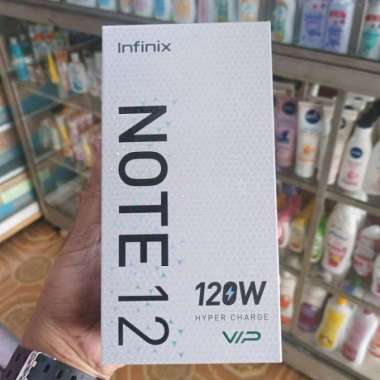 Infinix
NOTE 12
120W
HYPER CHARGE
VIP